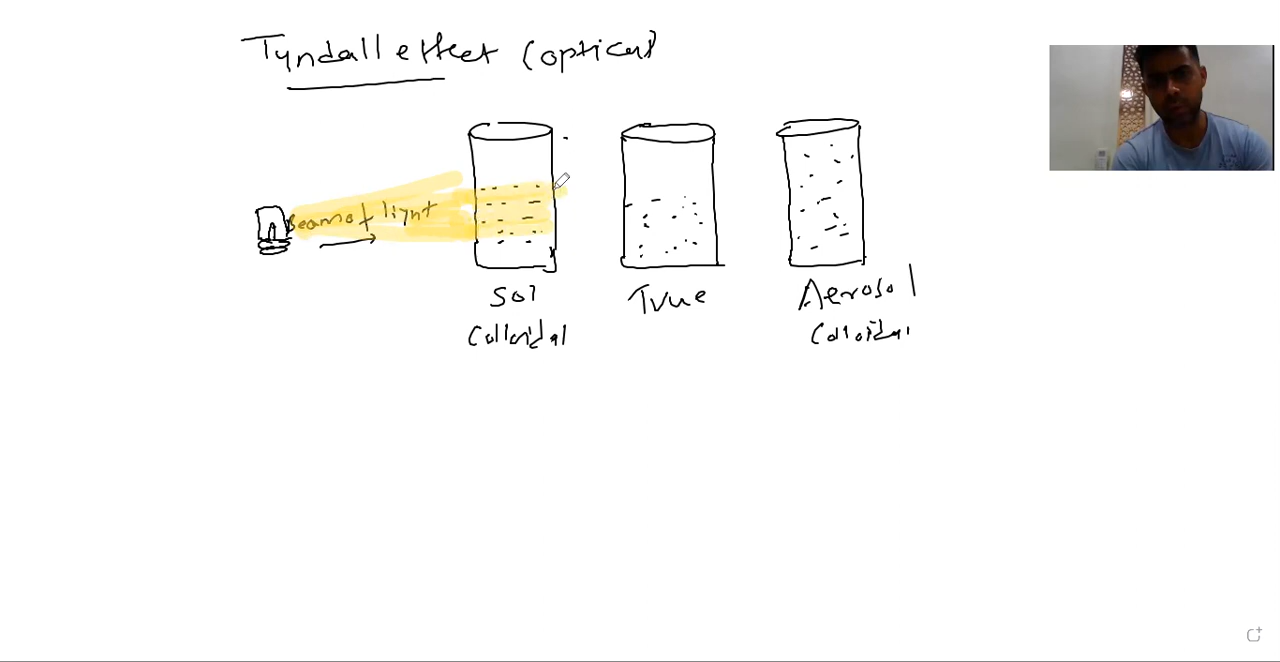 Tyndall effect (optical)
Beam of light
Sol
Colloidal
True
Aerosol
Colloidal